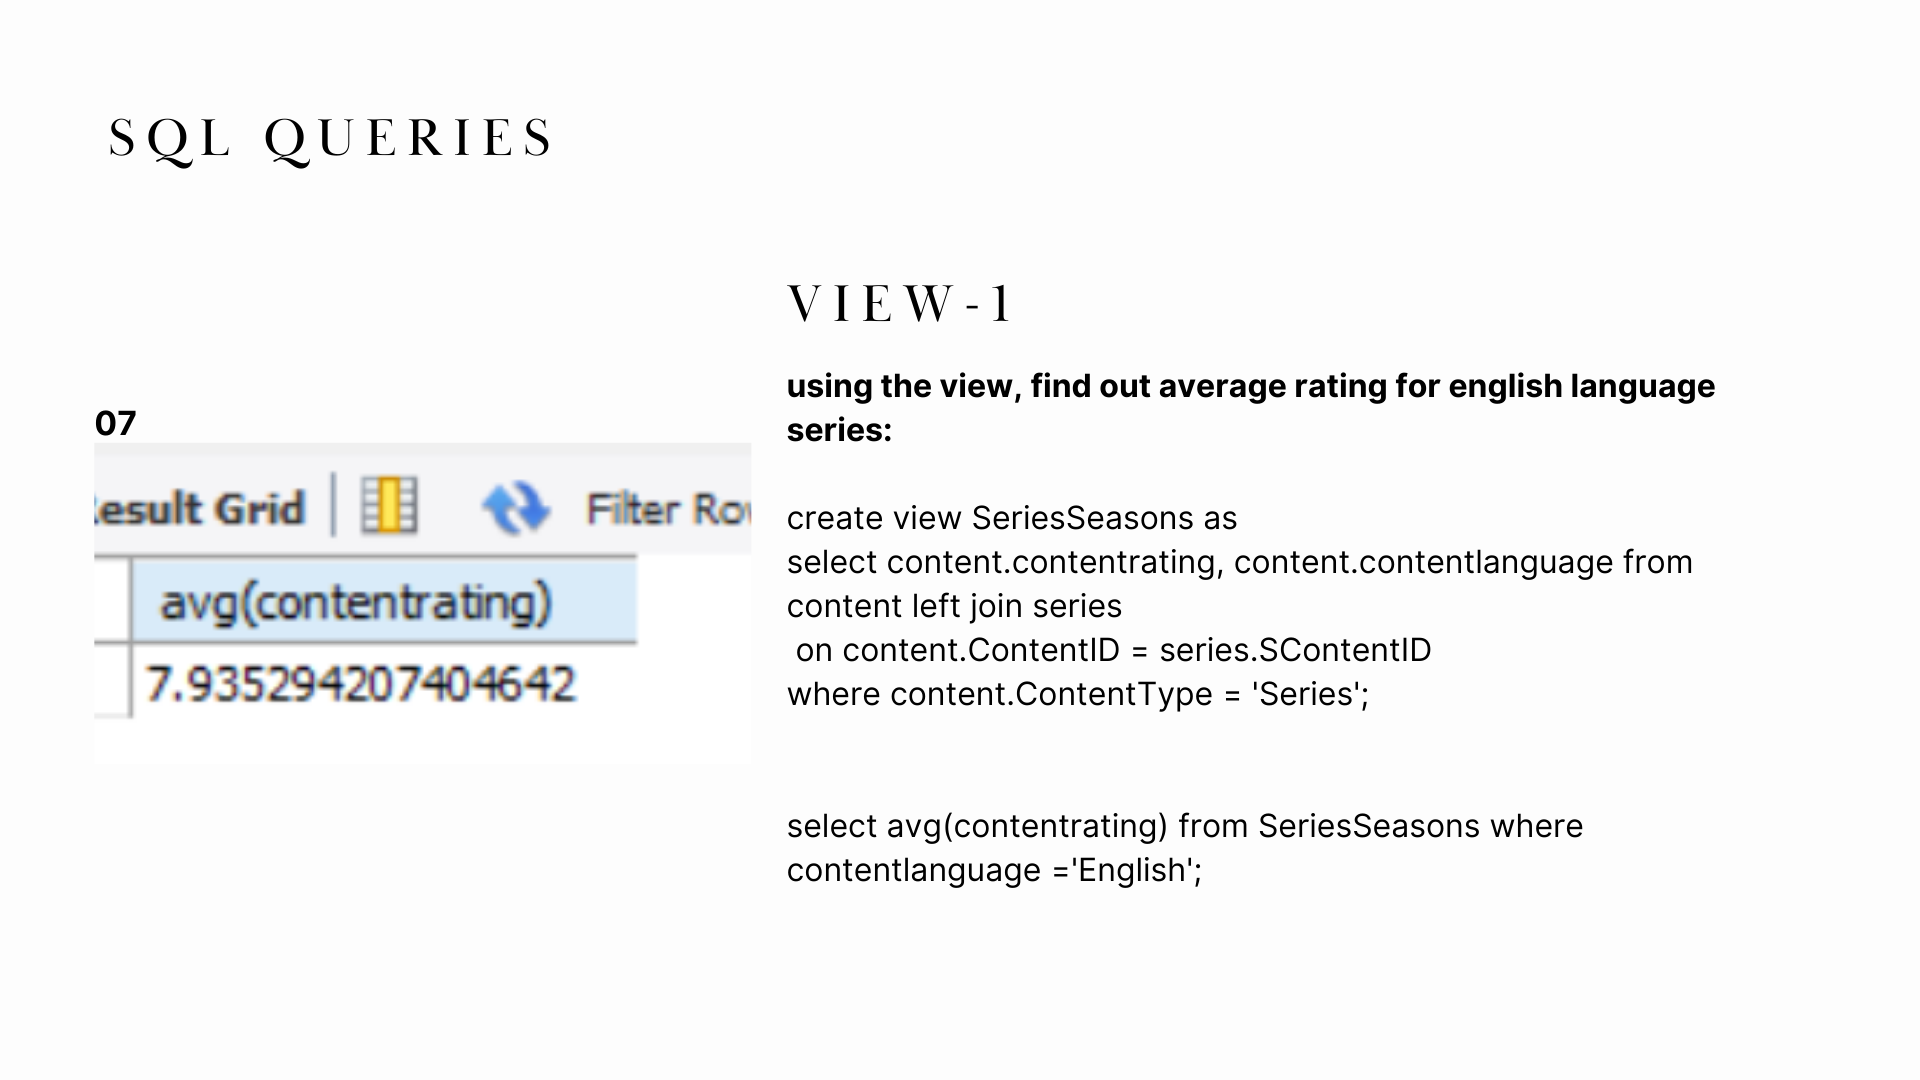 SQL QUERIES
07
esult Grid
Filter Ro
avg(contentrating)
7.935294207404642
VIEW-1
using the view, find out average rating for english language
series:
create view SeriesSeasons as
select content.contentrating, content.contentlanguage from
content left join series
on content.ContentID = series.SContentID
where content.ContentType = 'Series';
select avg(contentrating) from SeriesSeasons where
contentlanguage ='English';